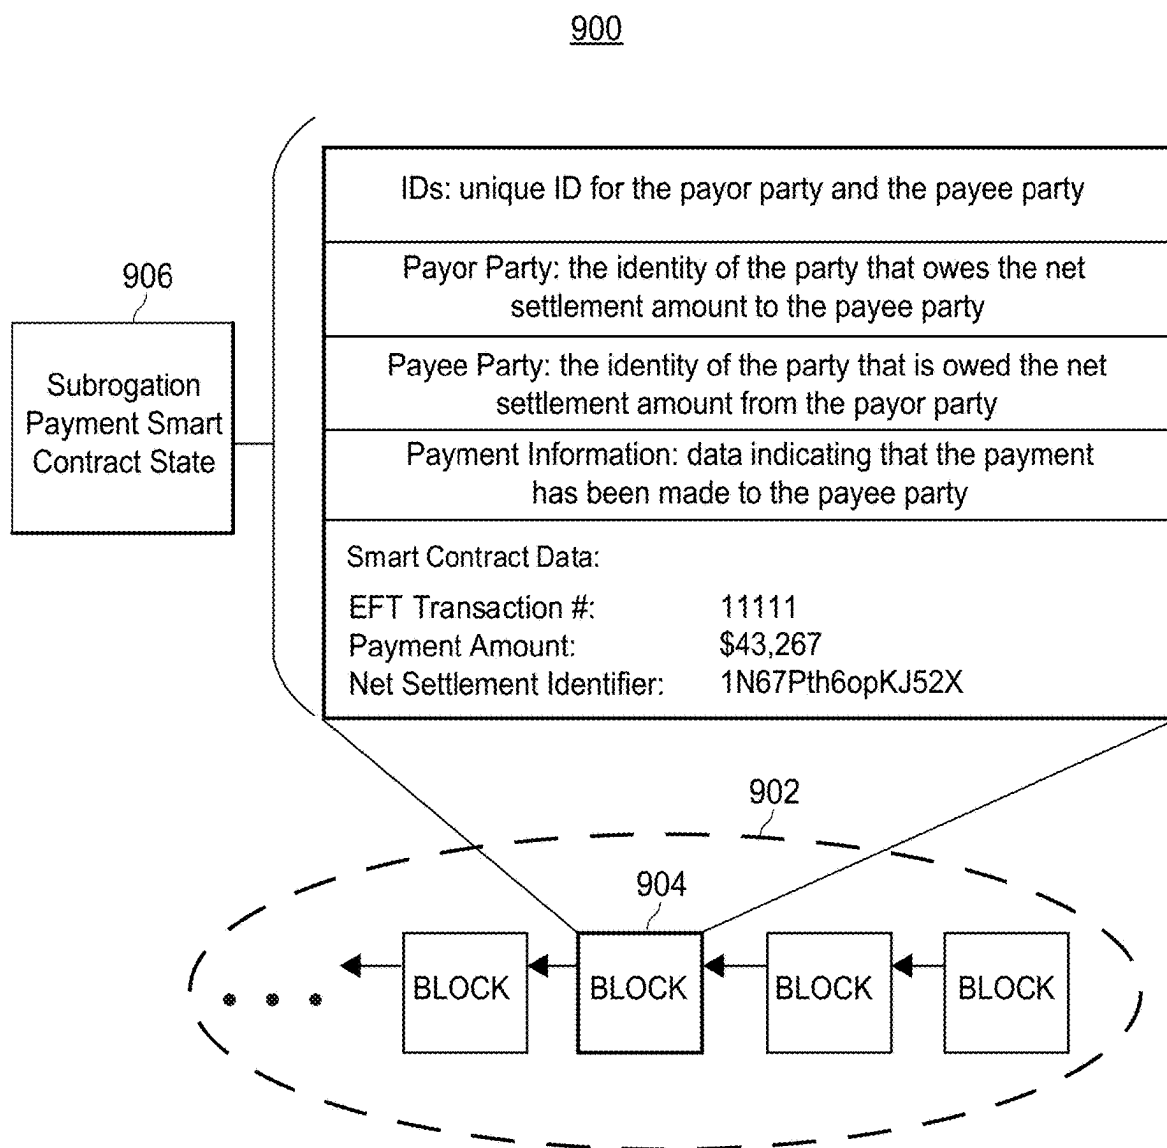 900
IDs: unique ID for the payor party and the payee party
Payor Party: the identity of the party that owes the net
settlement amount to the payee party
Payee Party: the identity of the party that is owed the net
settlement amount from the payor party
Payment Information: data indicating that the payment
has been made to the payee party
906
Subrogation
Payment Smart
Contract State
Smart Contract Data:
EFT Transaction #: 11111
Payment Amount: $43,267
Net Settlement Identifier: 1N67Pth6opKJ52X
902
904
BLOCK BLOCK BLOCK BLOCK